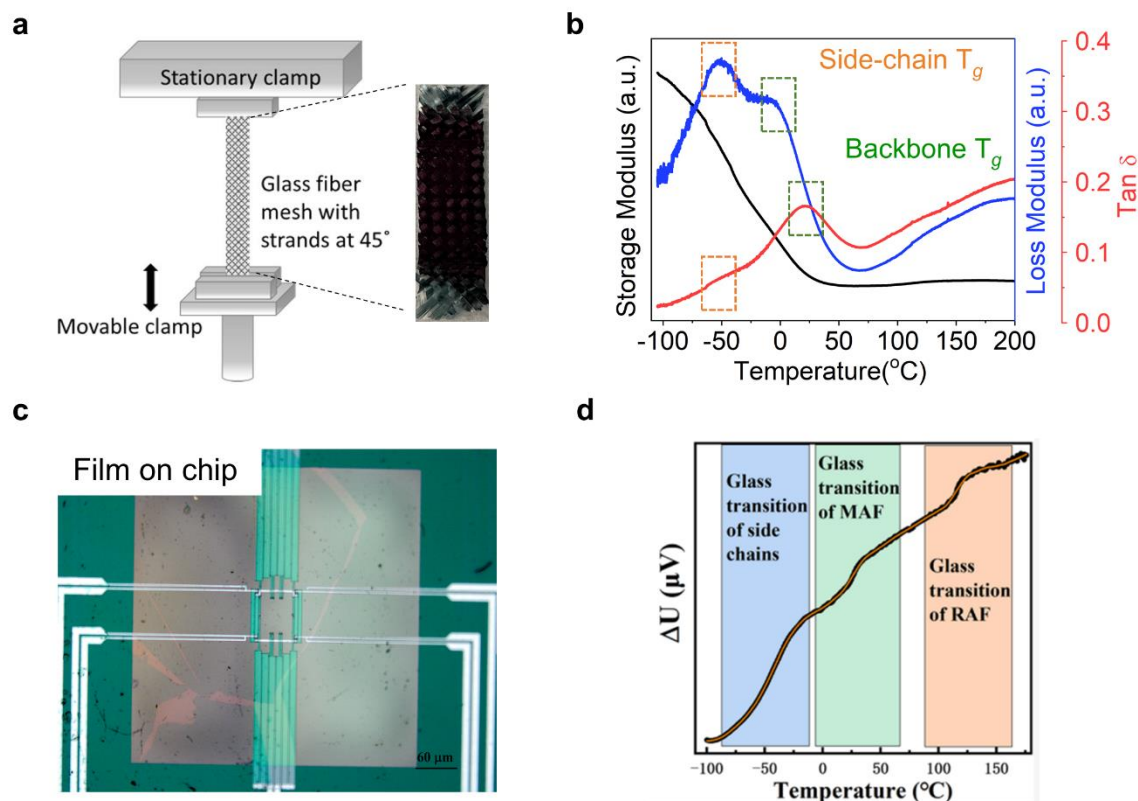 a
Stationary clamp
Glass fiber
mesh with
strands at 45˚
Movable clamp
b
Side-chain Tg
Backbone Tg
Storage Modulus (a.u.)
Loss Modulus (a.u.)
Tan δ
0.4
0.3
0.2
0.1
0.0
-100 -50 0 50 100 150 200
Temperature(°C)
c
Film on chip
60 μm
d
Glass
transition
of side
chains
Glass
transition
of MAF
Glass
transition
of RAF
ΔU (μV)
−100 −50 0 50 100 150
Temperature (℃)